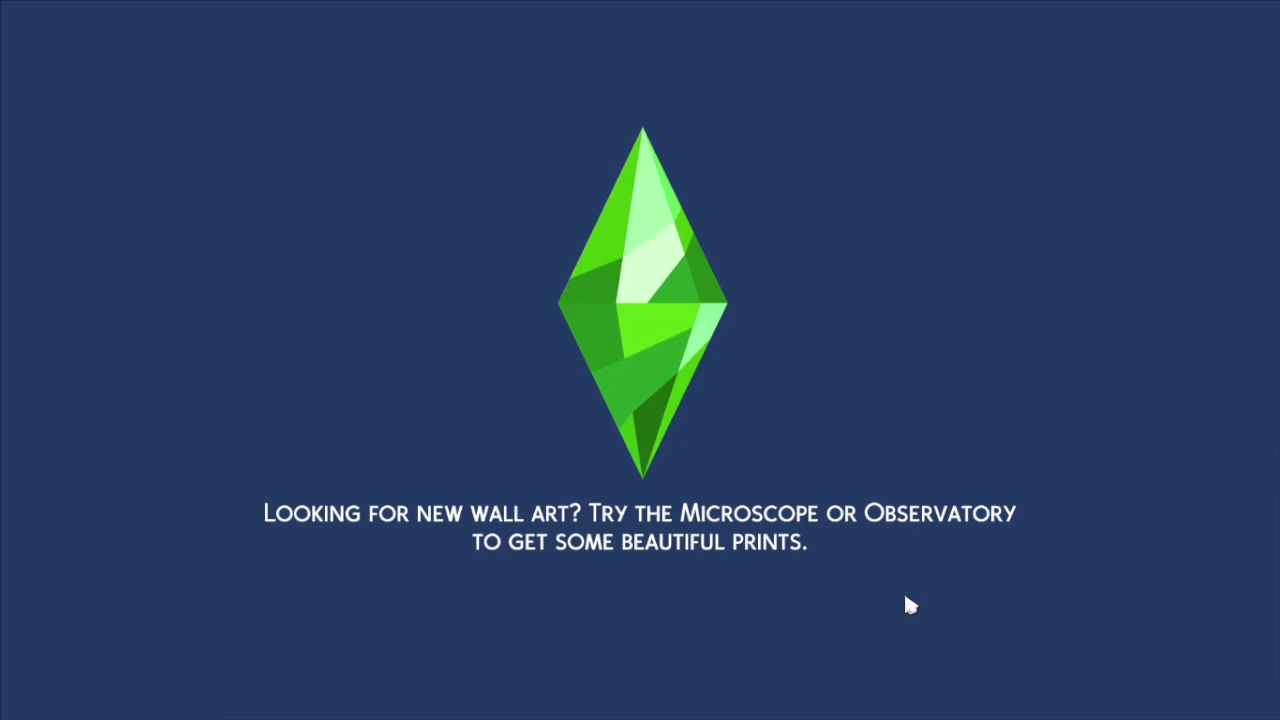 Looking for new wall art? Try the Microscope or Observatory
to get some beautiful prints.